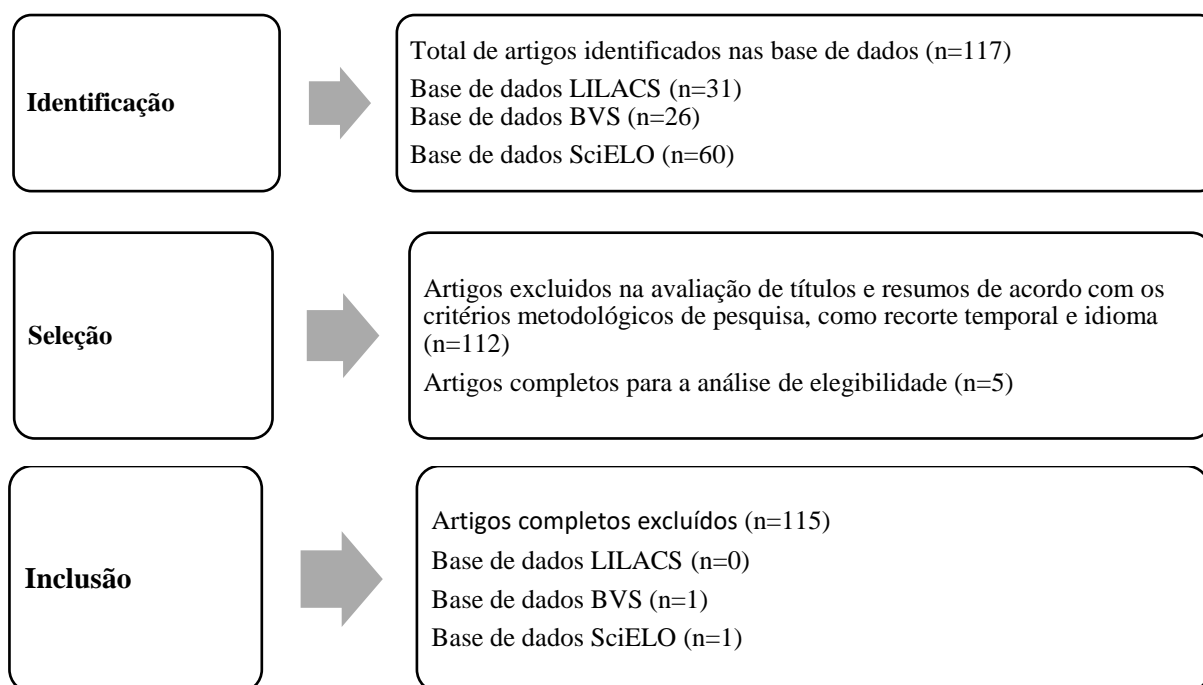 Identificação
Total de artigos identificados nas base de dados (n=117)
Base de dados LILACS (n=31)
Base de dados BVS (n=26)
Base de dados SciELO (n=60)
Seleção
Artigos excluidos na avaliação de títulos e resumos de acordo com os
critérios metodológicos de pesquisa, como recorte temporal e idioma
(n=112)
Artigos completos para a análise de elegibilidade (n=5)
Inclusão
Artigos completos excluídos (n=115)
Base de dados LILACS (n=0)
Base de dados BVS (n=1)
Base de dados SciELO (n=1)